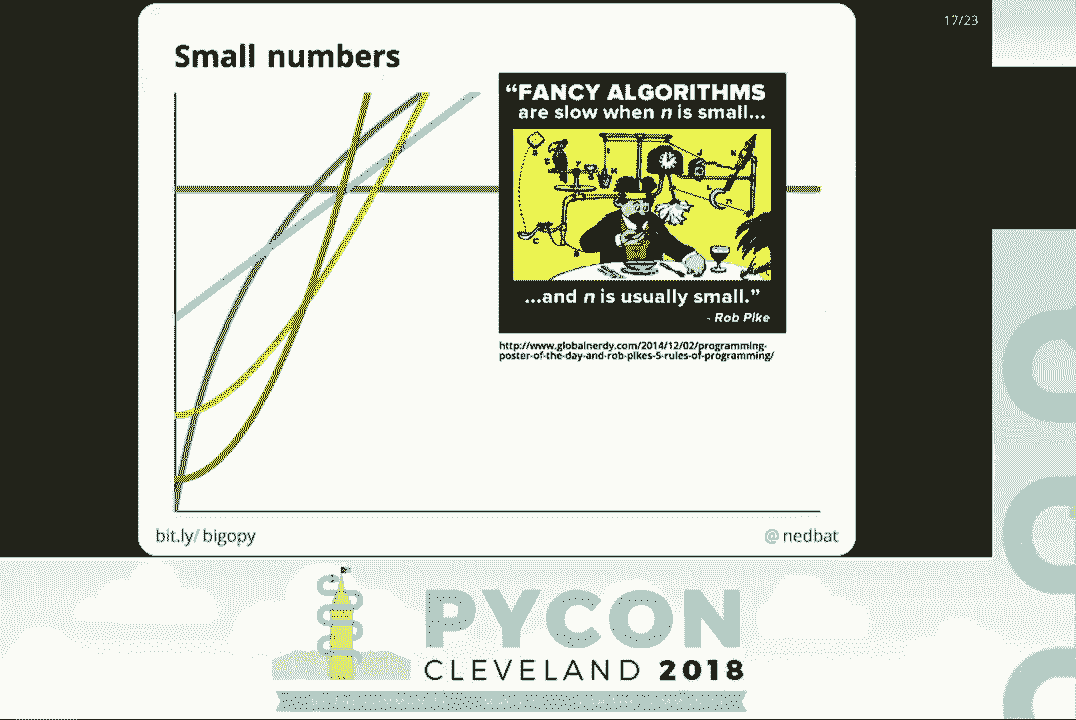 17/23
Small numbers
“FANCY ALGORITHMS
are slow when n is small...
...and n is usually small.”
- Rob Pike
http://www.globalnerdy.com/2014/12/02/programming-
poster-of-the-day-and-rob-pikes-5-rules-of-programming/
bit.ly/bigopy
@nedbat
PYCON
CLEVELAND 2018